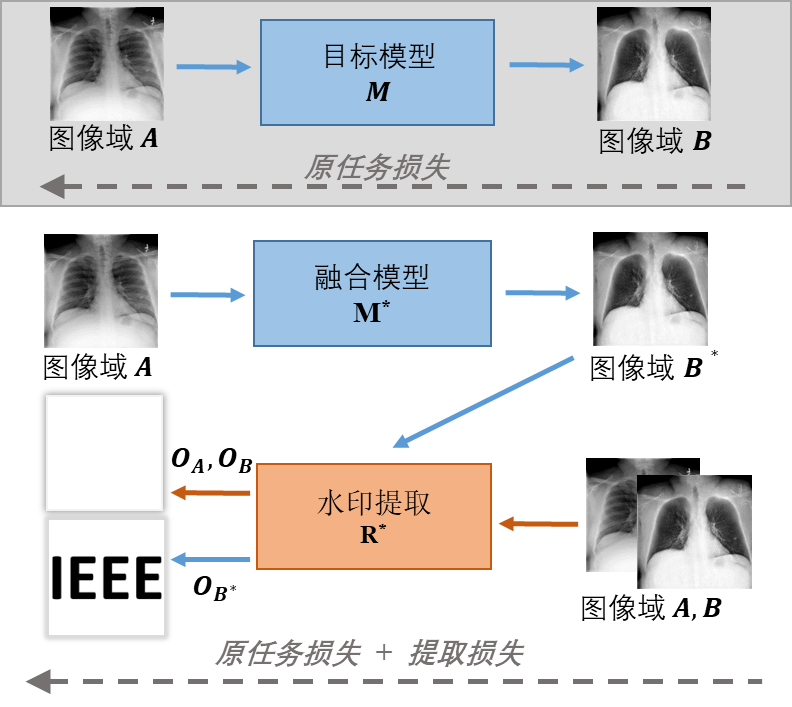 目标模型
M
图像域 A
图像域 B
原任务损失
融合模型
M*
图像域 A
图像域 B*
O_A, O_B
水印提取
R*
IEEE
O_B*
图像域 A, B
原任务损失 + 提取损失